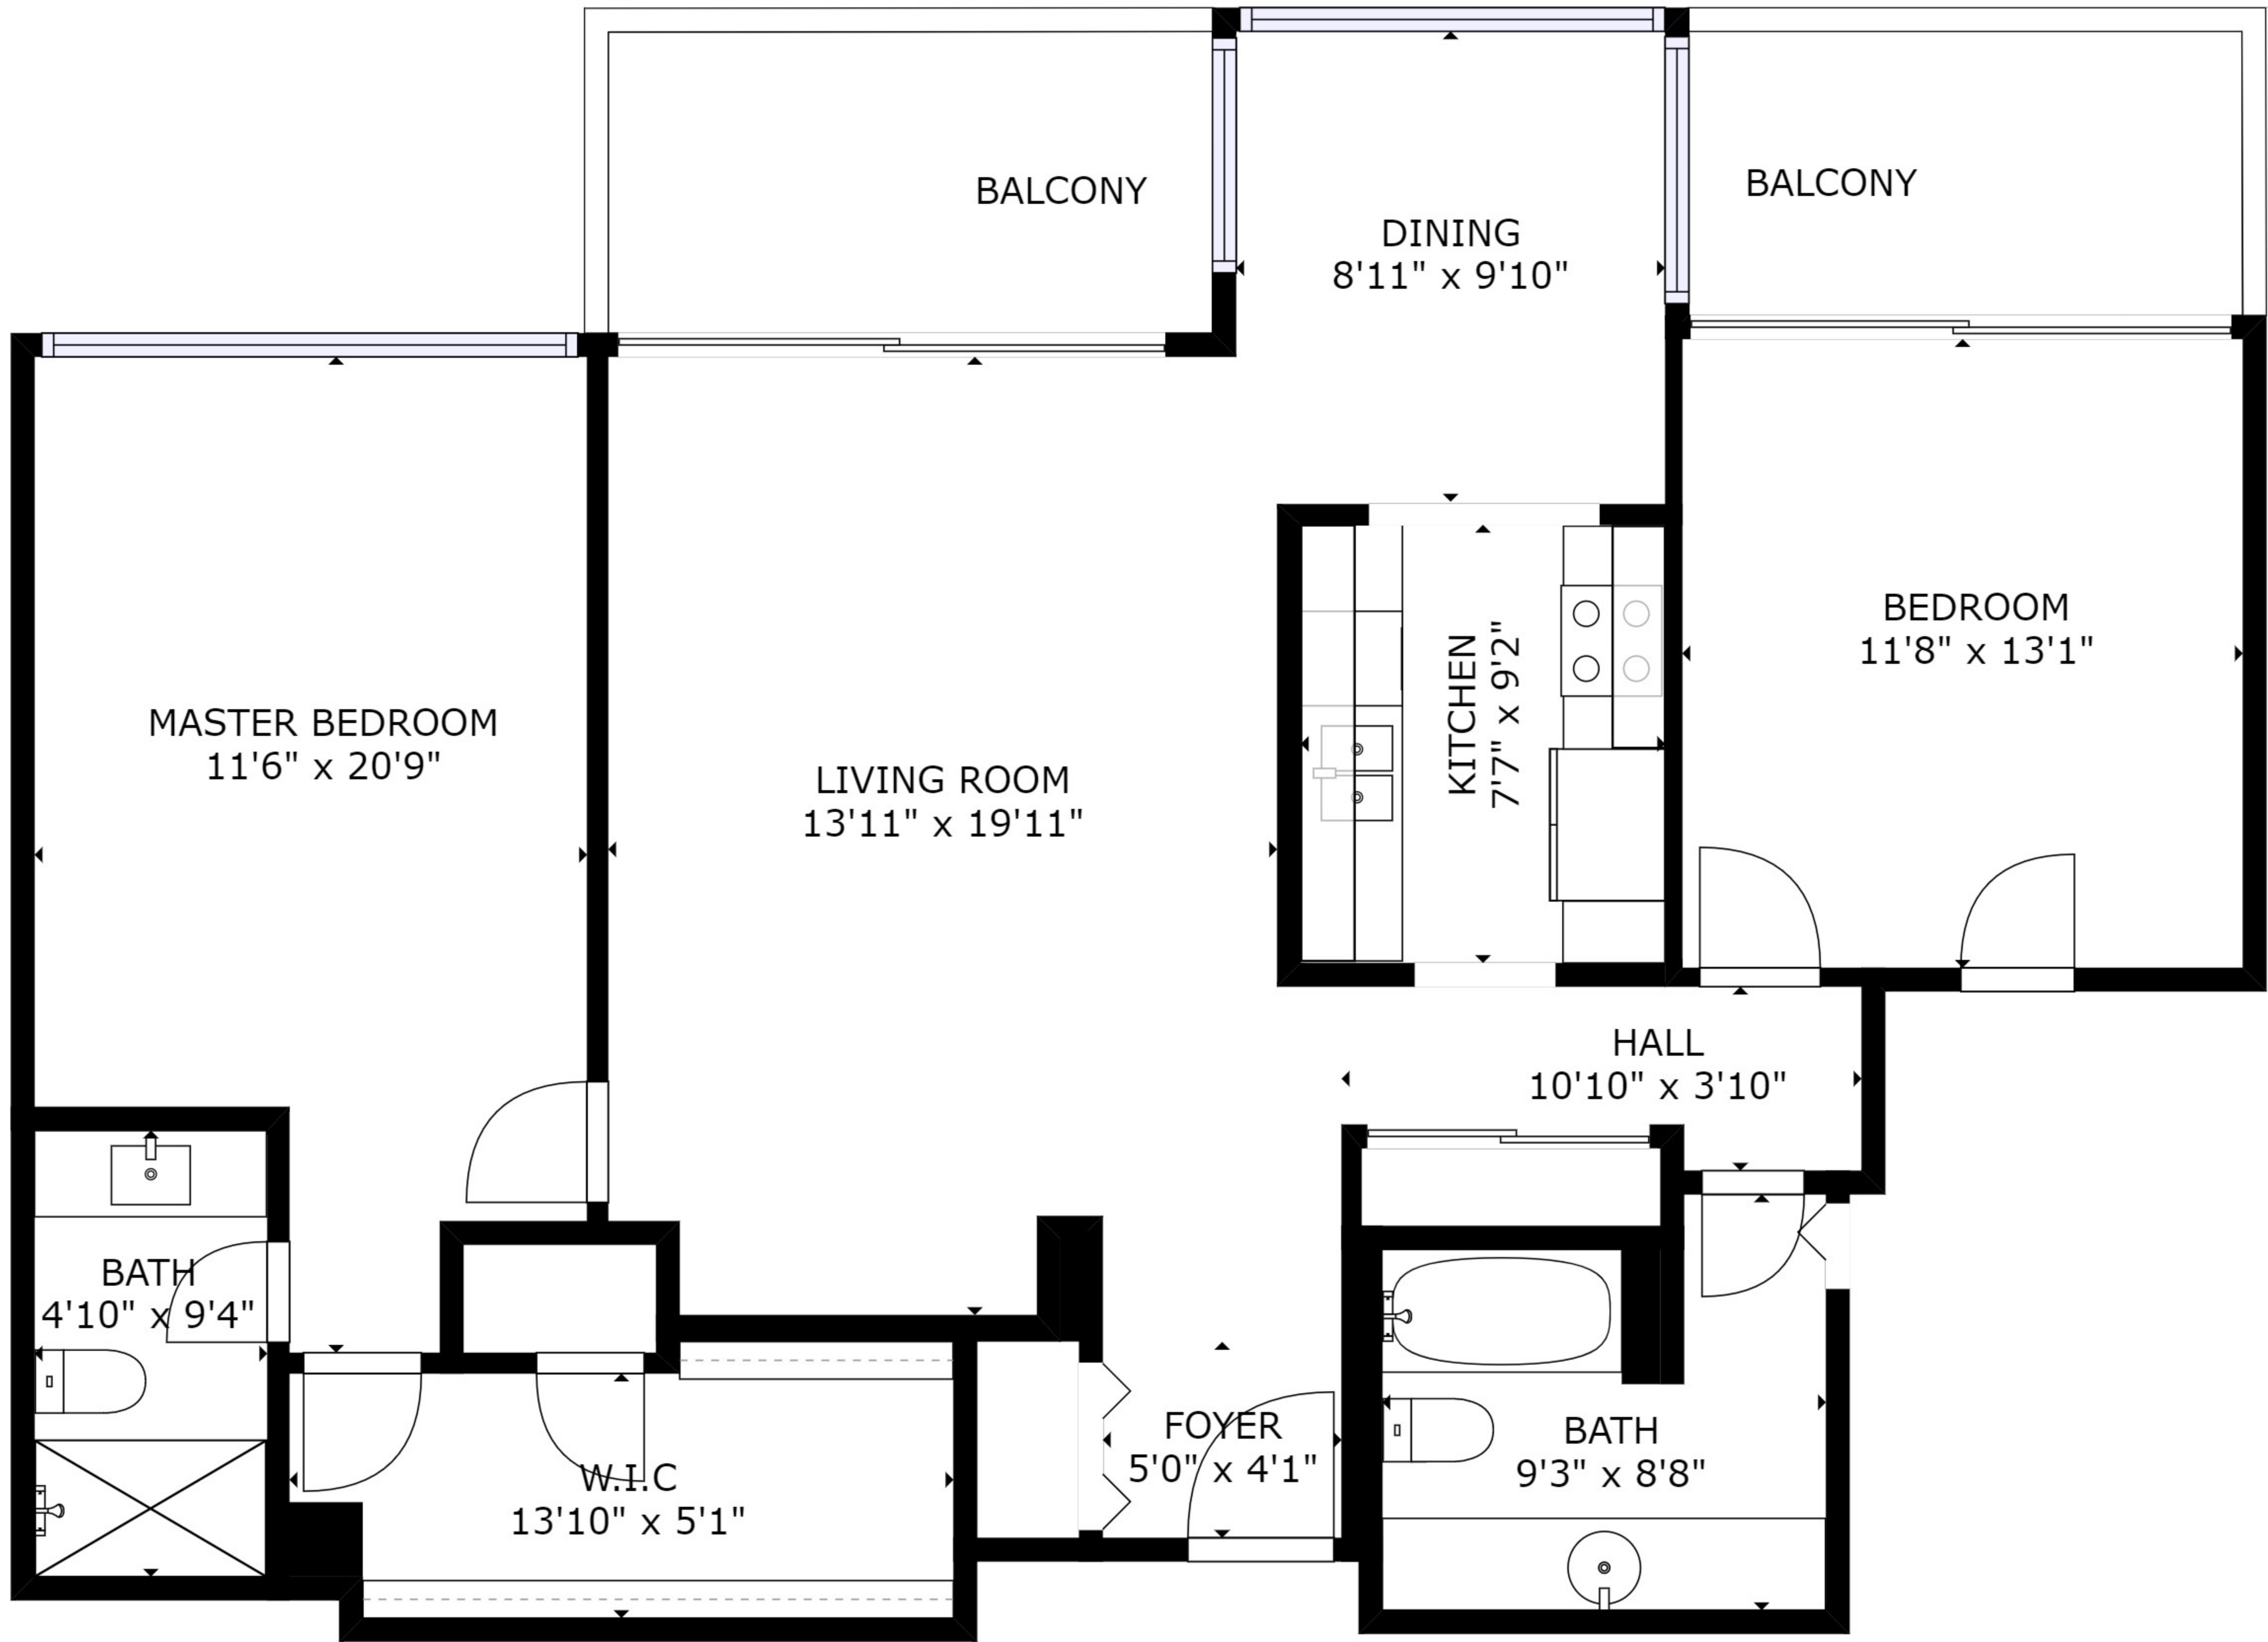 BALCONY
BALCONY
DINING
8'11" x 9'10"
BEDROOM
11'8" x 13'1"
KITCHEN
7'7" x 9'2"
MASTER BEDROOM
11'6" x 20'9"
LIVING ROOM
13'11" x 19'11"
HALL
10'10" x 3'10"
BATH
4'10" x 9'4"
FOYER
5'0" x 4'1"
BATH
9'3" x 8'8"
W.I.C
13'10" x 5'1"